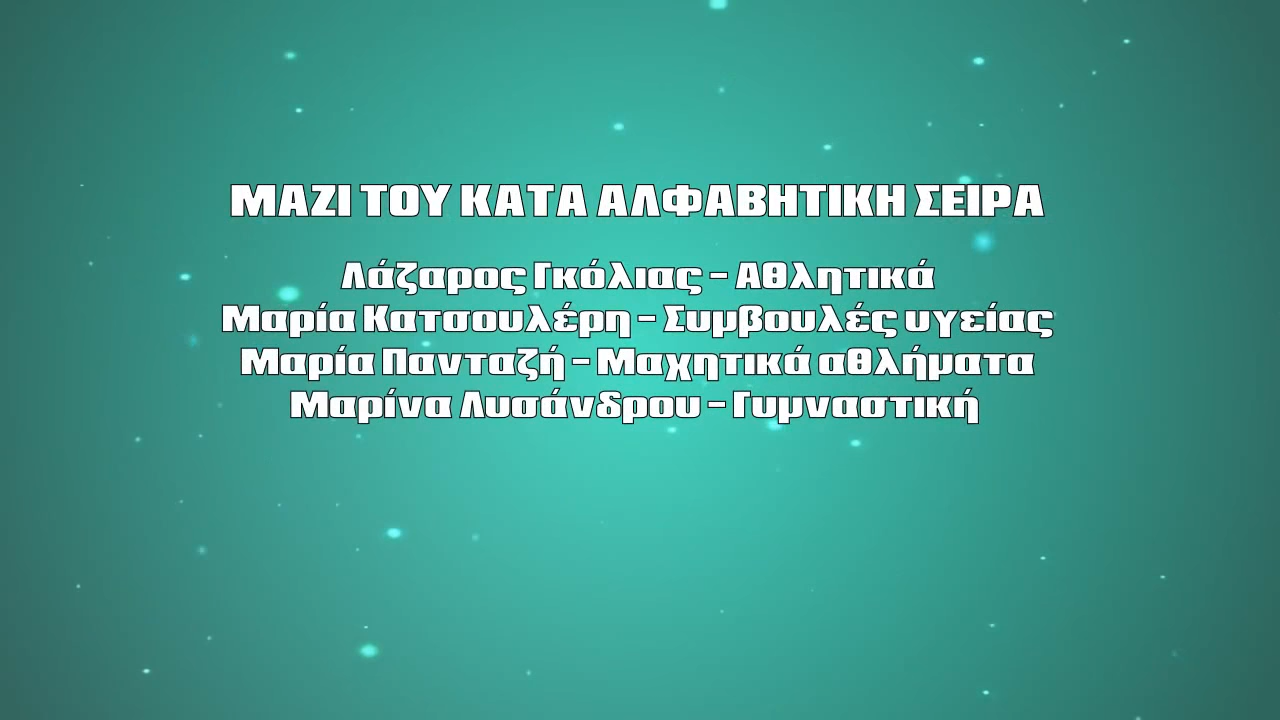 ΜΑΖΙ ΤΟΥ ΚΑΤΑ ΑΛΦΑΒΗΤΙΚΗ ΣΕΙΡΑ
Λάζαρος Γκόλιας - Αθλητικά
Μαρία Κατσουλέρη - Συμβουλές υγείας
Μαρία Πανταζή - Μαχητικά αθλήματα
Μαρίνα Λυσάνδρου - Γυμναστική